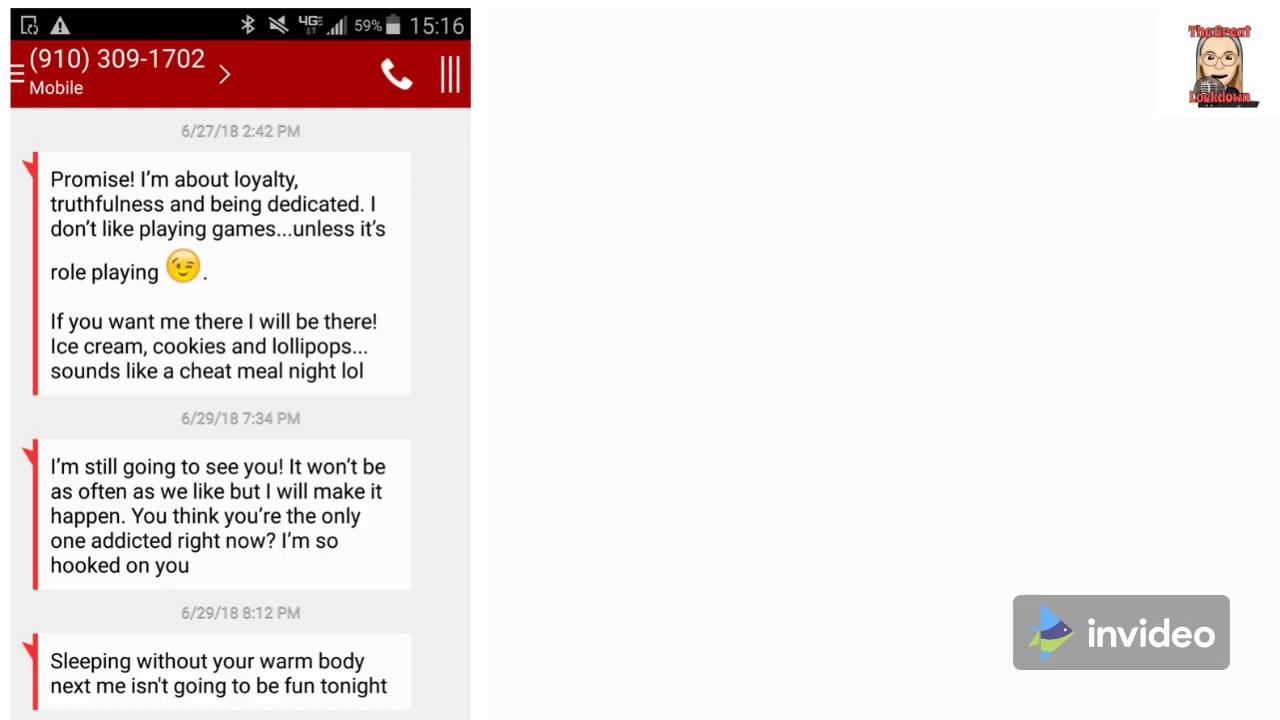 4G 59% 15:16
(910) 309-1702
Mobile
6/27/18 2:42 PM
Promise! I'm about loyalty,
truthfulness and being dedicated. I
don't like playing games...unless it's
role playing 😉.
If you want me there I will be there!
Ice cream, cookies and lollipops...
sounds like a cheat meal night lol
6/29/18 7:34 PM
I'm still going to see you! It won't be
as often as we like but I will make it
happen. You think you're the only
one addicted right now? I'm so
hooked on you
6/29/18 8:12 PM
Sleeping without your warm body
next me isn't going to be fun tonight
The Great
Lockdown
invideo